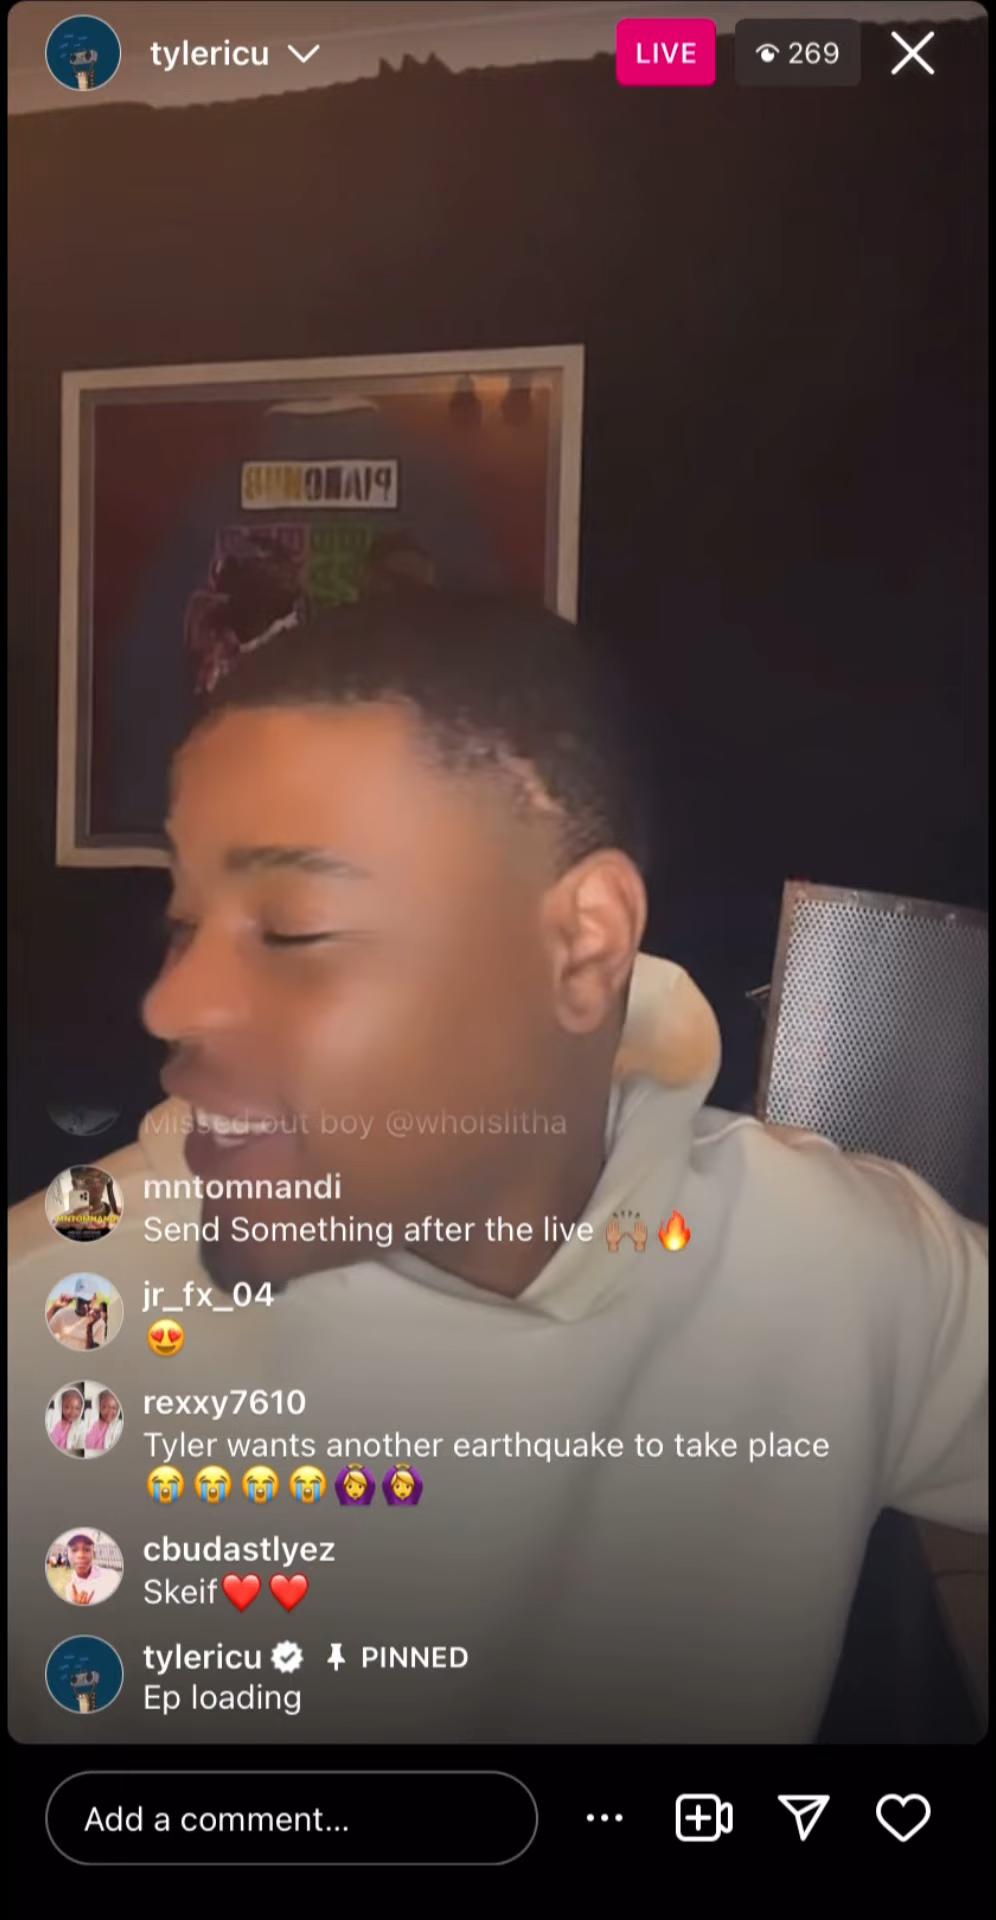 tylericu
LIVE
269
PIANOHUB
Missed out boy @whoislitha
mntomnandi
Send Something after the live 🙌🏽🔥
jr_fx_04
😍
rexxy7610
Tyler wants another earthquake to take place
😭😭😭😭🙆‍♀️🙆‍♀️
cbudastlyez
Skeif❤️❤️
tylericu PINNED
Ep loading
Add a comment...